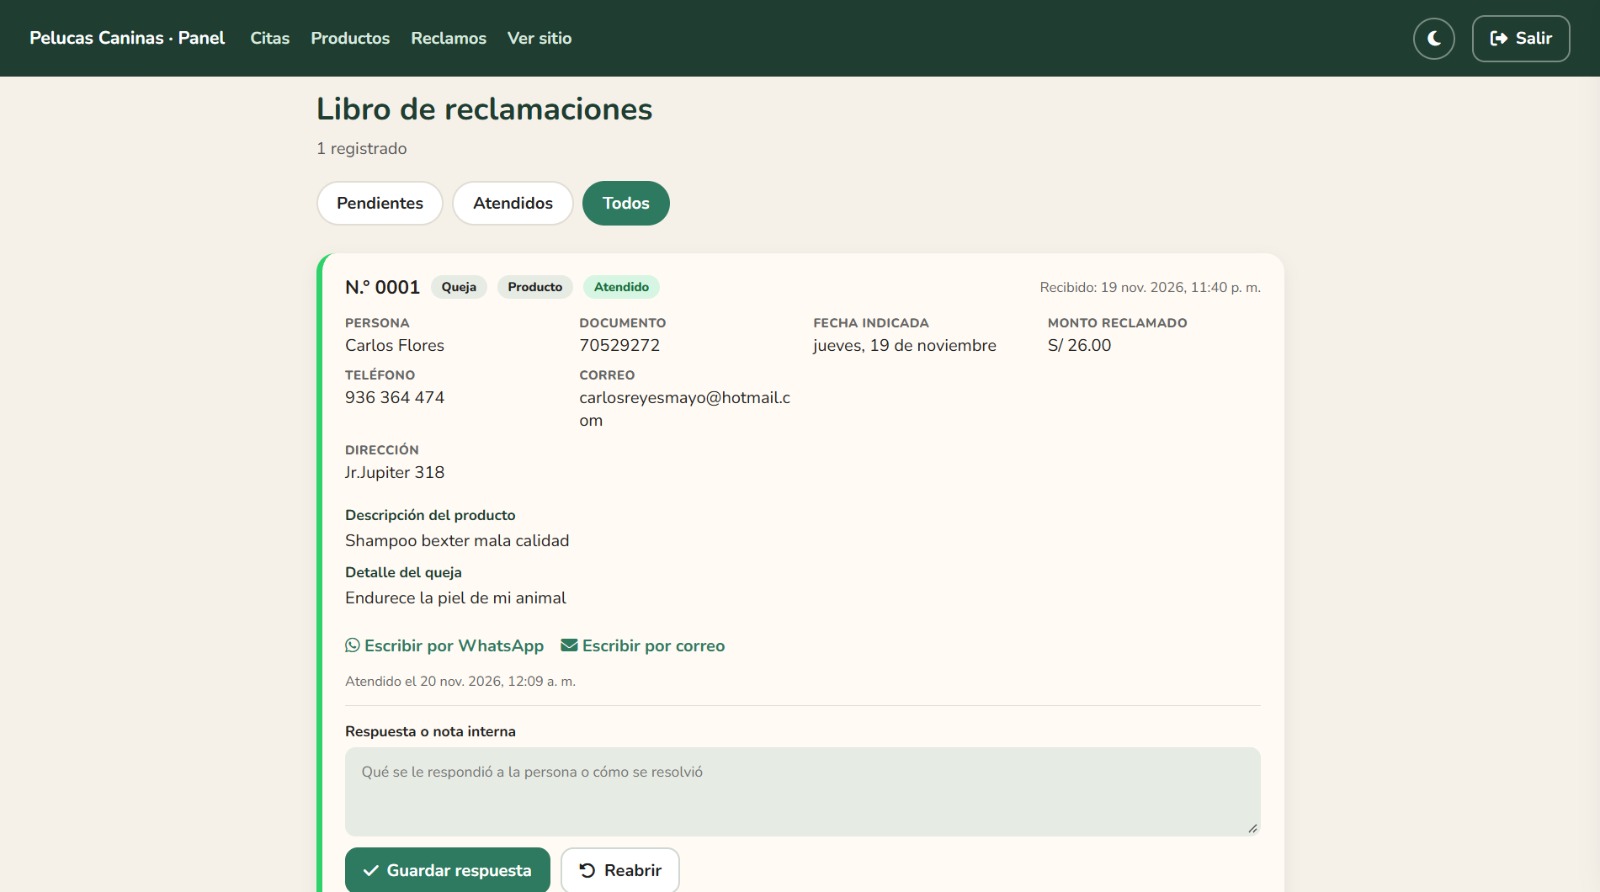 Pelucas Caninas · Panel Citas Productos Reclamos Ver sitio Salir
Libro de reclamaciones
1 registrado
Pendientes Atendidos Todos
N.° 0001 Queja Producto Atendido Recibido: 19 nov. 2026, 11:40 p. m.
PERSONA DOCUMENTO FECHA INDICADA MONTO RECLAMADO
Carlos Flores 70529272 jueves, 19 de noviembre S/ 26.00
TELÉFONO CORREO
936 364 474 carlosreyesmayo@hotmail.c
om
DIRECCIÓN
Jr.Jupiter 318
Descripción del producto
Shampoo bexter mala calidad
Detalle del queja
Endurece la piel de mi animal
Escribir por WhatsApp Escribir por correo
Atendido el 20 nov. 2026, 12:09 a. m.
Respuesta o nota interna
Qué se le respondió a la persona o cómo se resolvió
Guardar respuesta Reabrir